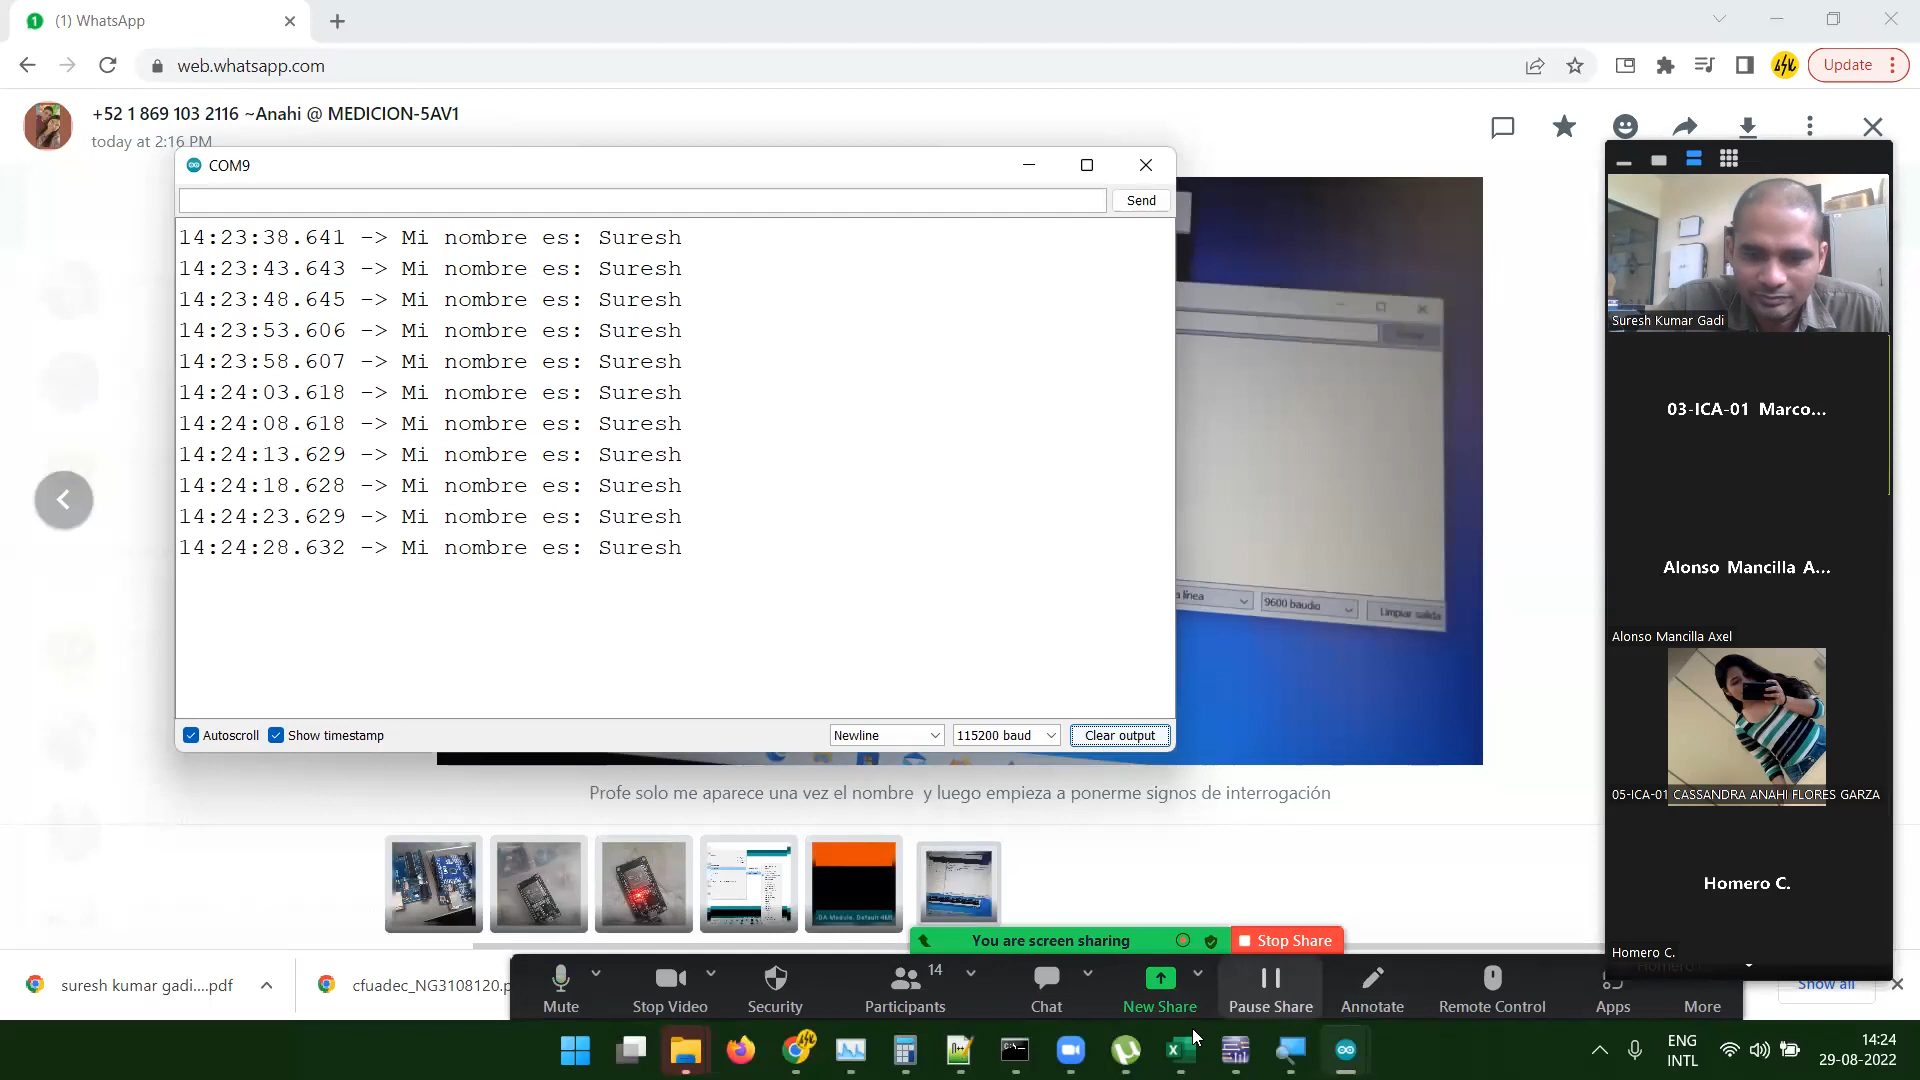 (1) WhatsApp
web.whatsapp.com
Update
+52 1 869 103 2116 ~Anahi @ MEDICION-5AV1
today at 2:16 PM
COM9
Send
14:23:38.641 -> Mi nombre es: Suresh
14:23:43.643 -> Mi nombre es: Suresh
14:23:48.645 -> Mi nombre es: Suresh
14:23:53.606 -> Mi nombre es: Suresh
14:23:58.607 -> Mi nombre es: Suresh
14:24:03.618 -> Mi nombre es: Suresh
14:24:08.618 -> Mi nombre es: Suresh
14:24:13.629 -> Mi nombre es: Suresh
14:24:18.628 -> Mi nombre es: Suresh
14:24:23.629 -> Mi nombre es: Suresh
14:24:28.632 -> Mi nombre es: Suresh
Autoscroll Show timestamp Newline 115200 baud Clear output
a línea 9600 baudio Limpiar salida
Profe solo me aparece una vez el nombre y luego empieza a ponerme signos de interrogación
Suresh Kumar Gadi
03-ICA-01 Marco...
Alonso Mancilla A...
Alonso Mancilla Axel
05-ICA-01 CASSANDRA ANAHI FLORES GARZA
Homero C.
Homero C.
DA Module, Default 4M
You are screen sharing Stop Share
suresh kumar gadi....pdf
cfuadec_NG3108120.p
Mute Stop Video Security Participants 14 Chat New Share Pause Share Annotate Remote Control Apps More
Show all
ENG
INTL
14:24
29-08-2022